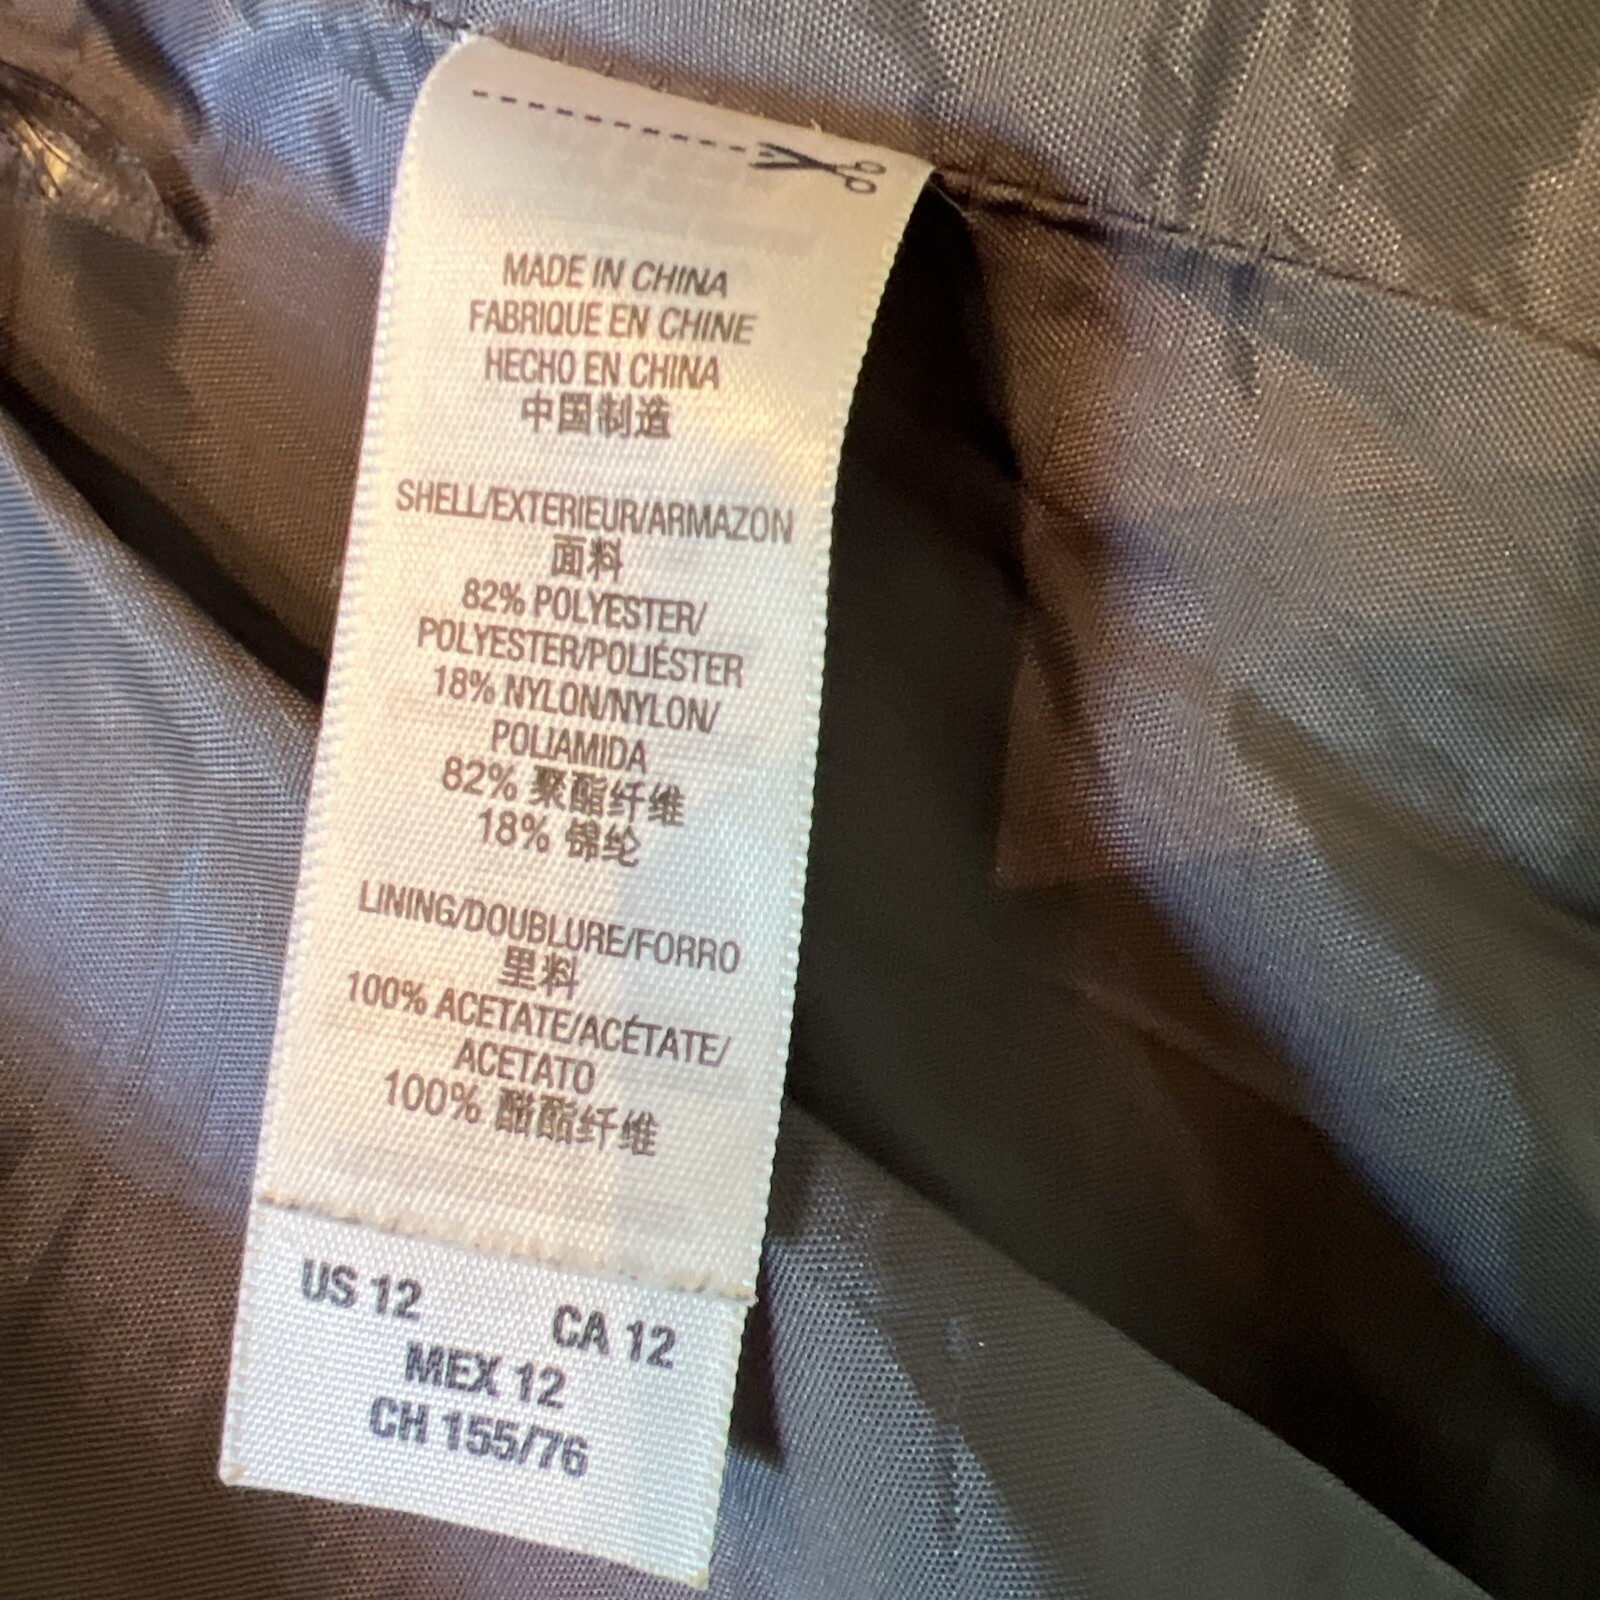 MADE IN CHINA
FABRIQUE EN CHINE
HECHO EN CHINA
中国制造
SHELL/EXTERIEUR/ARMAZON
面料
82% POLYESTER/
POLYESTER/POLIÉSTER
18% NYLON/NYLON/
POLIAMIDA
82% 聚酯纤维
18% 锦纶
LINING/DOUBLURE/FORRO
里料
100% ACETATE/ACÉTATE/
ACETATO
100% 醋酯纤维
US 12 CA 12
MEX 12
CH 155/76